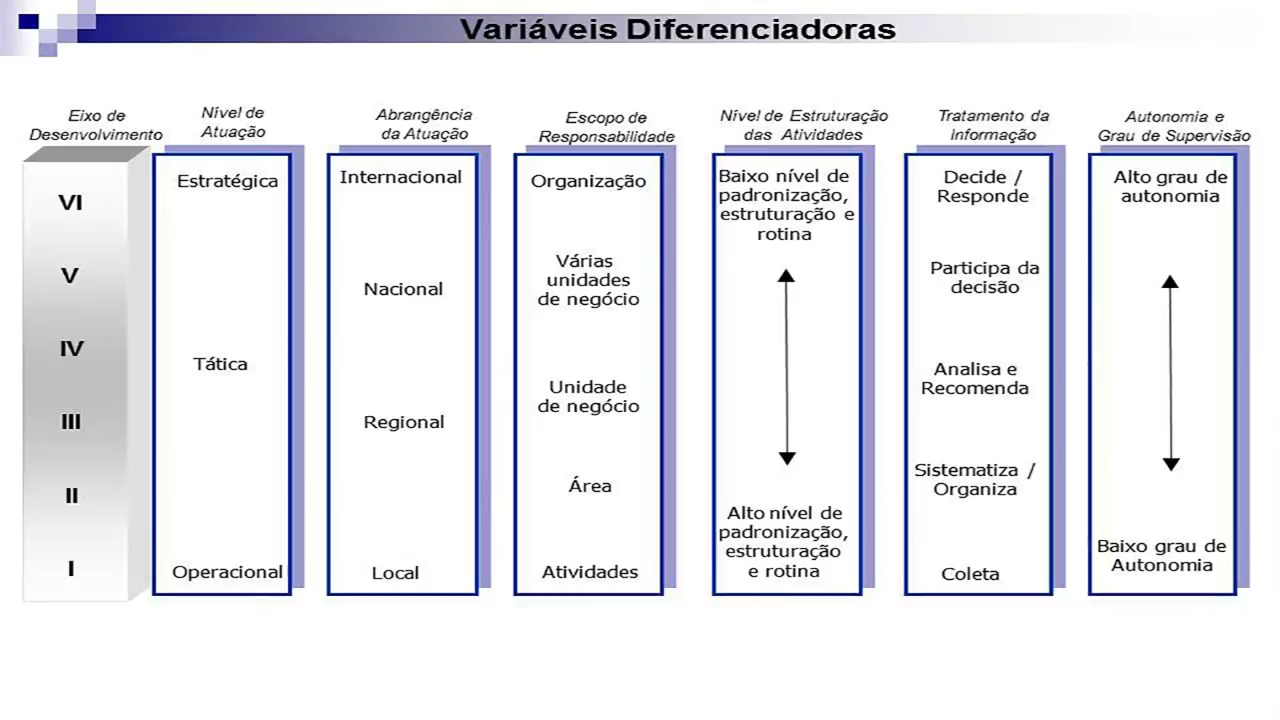 Variáveis Diferenciadoras
Eixo de
Desenvolvimento
VI
V
IV
III
II
I
Nível de
Atuação
Estratégica
Tática
Operacional
Abrangência
da Atuação
Internacional
Nacional
Regional
Local
Escopo de
Responsabilidade
Organização
Várias
unidades
de negócio
Unidade
de negócio
Área
Atividades
Nível de Estruturação
das Atividades
Baixo nível de
padronização,
estruturação e
rotina
Alto nível de
padronização,
estruturação
e rotina
Tratamento da
Informação
Decide /
Responde
Participa da
decisão
Analisa e
Recomenda
Sistematiza /
Organiza
Coleta
Autonomia e
Grau de Supervisão
Alto grau de
autonomia
Baixo grau de
Autonomia